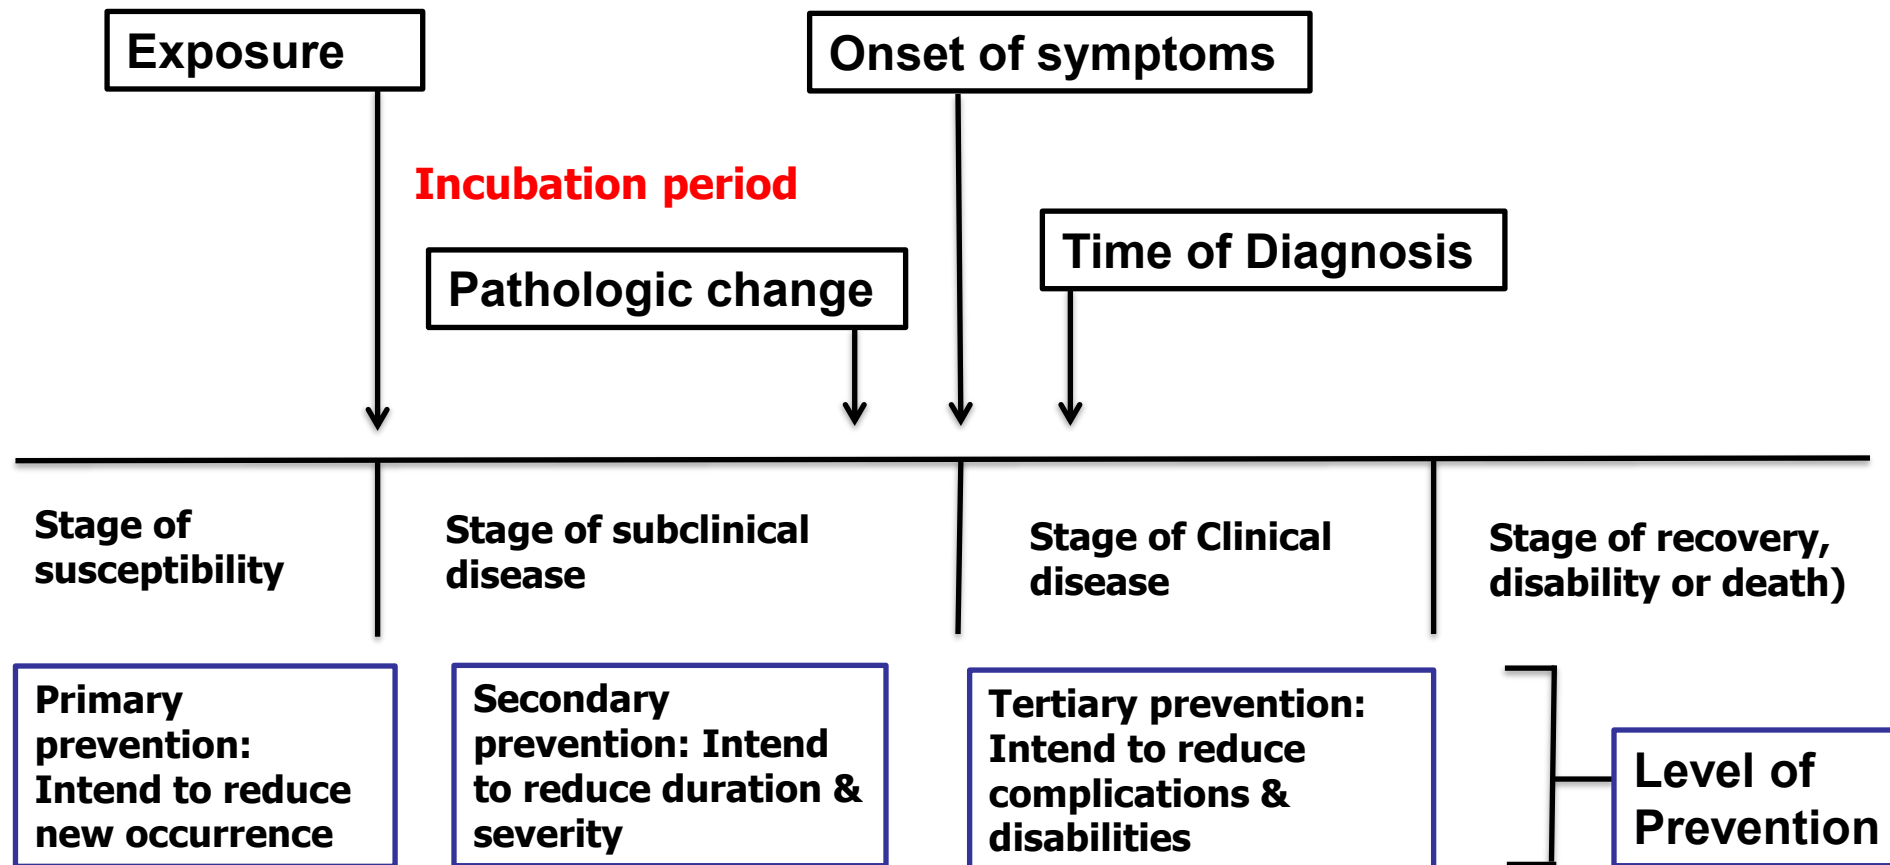 Exposure
Onset of symptoms
Incubation period
Time of Diagnosis
Pathologic change
Stage of
susceptibility
Stage of subclinical
disease
Stage of Clinical
disease
Stage of recovery,
disability or death)
Primary
prevention:
Intend to reduce
new occurrence
Secondary
prevention: Intend
to reduce duration &
severity
Tertiary prevention:
Intend to reduce
complications &
disabilities
Level of
Prevention